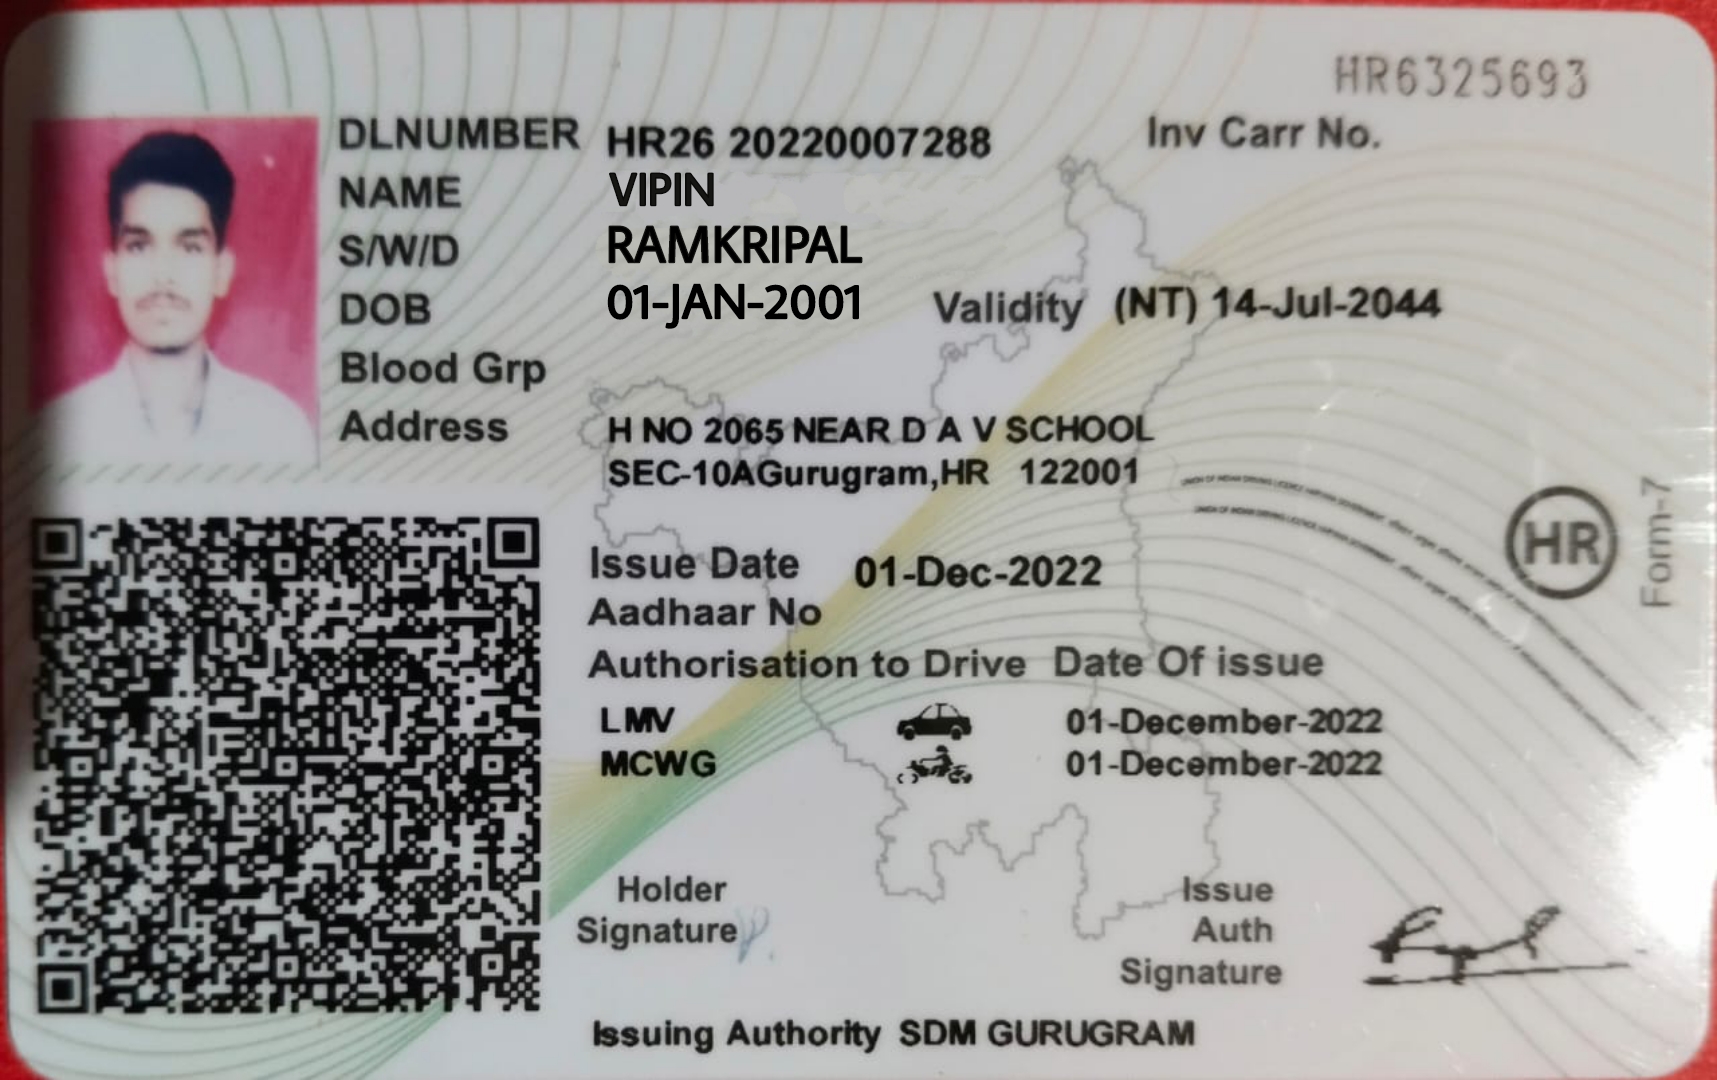 HR6325693
DLNUMBER HR26 20220007288 Inv Carr No.
NAME VIPIN
S/W/D RAMKRIPAL
DOB 01-JAN-2001 Validity (NT) 14-Jul-2044
Blood Grp
Address H NO 2065 NEAR D A V SCHOOL
SEC-10AGurugram,HR 122001
HR
Form-7
Issue Date 01-Dec-2022
Aadhaar No
Authorisation to Drive Date Of issue
LMV 01-December-2022
MCWG 01-December-2022
Holder
Signature
Issue
Auth
Signature
Issuing Authority SDM GURUGRAM